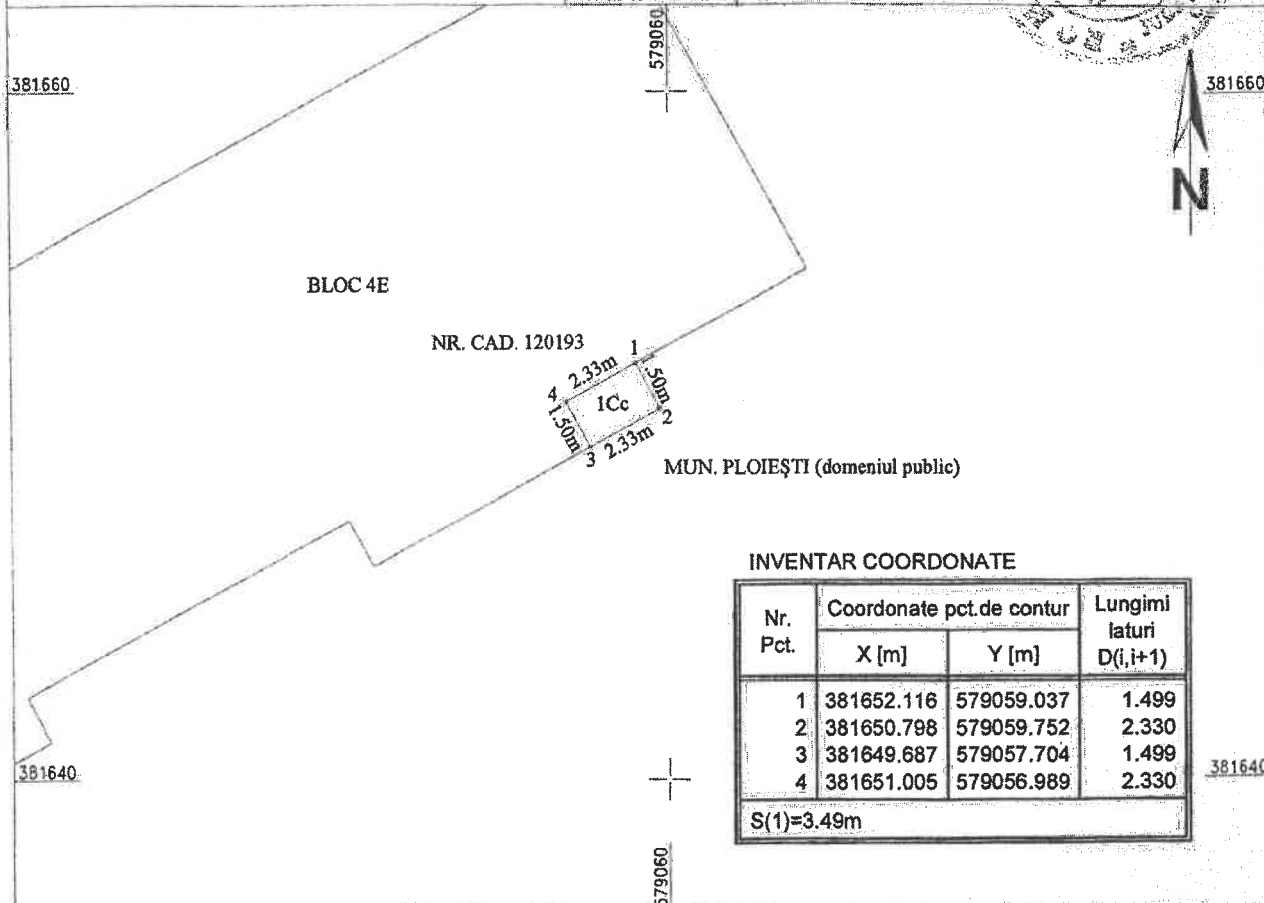 579060
381660
381660
N
BLOC 4E
NR. CAD. 120193
1
2.33m
.50m
4
1Cc
1.50m
2
2.33m
3
MUN. PLOIEŞTI (domeniul public)
INVENTAR COORDONATE
Nr. Pct. Coordonate pct.de contur Lungimi laturi D(i,i+1)
X [m] Y [m]
1 381652.116 579059.037 1.499
2 381650.798 579059.752 2.330
3 381649.687 579057.704 1.499
4 381651.005 579056.989 2.330
S(1)=3.49m
381640
381640
579060